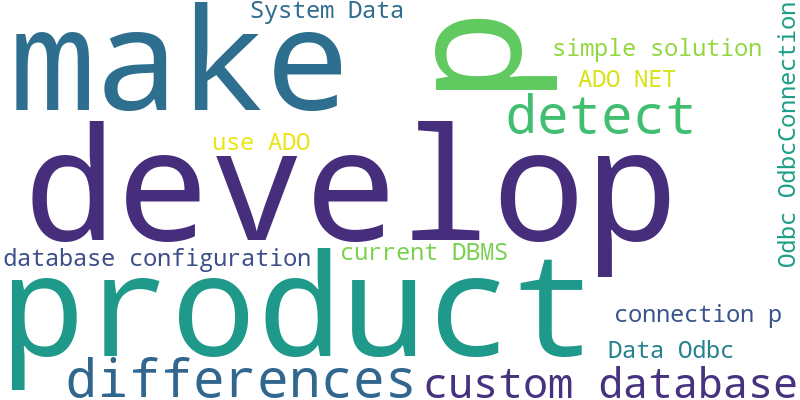 System Data
make
p
simple solution
ADO NET
detect
Odbc OdbcConnection
use ADO
develop
database configuration
current DBMS
product
connection p
Data Odbc
differences
custom database